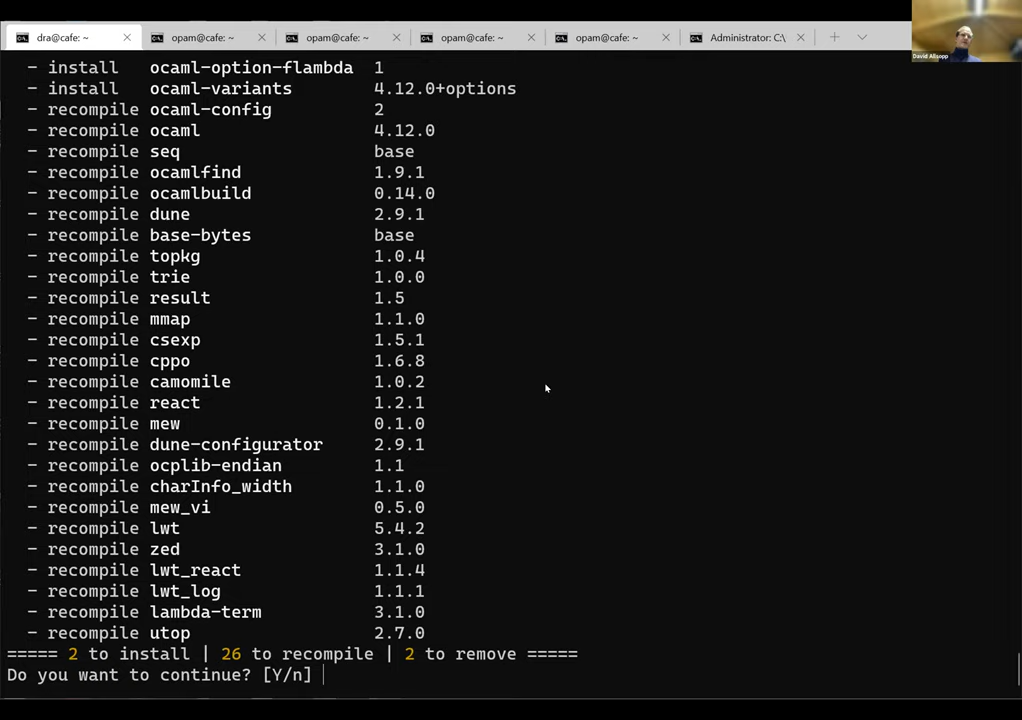 dra@cafe: ~ opam@cafe: ~ opam@cafe: ~ opam@cafe: ~ opam@cafe: ~ Administrator: C:\
David Allsopp
- install ocaml-option-flambda 1
- install ocaml-variants 4.12.0+options
- recompile ocaml-config 2
- recompile ocaml 4.12.0
- recompile seq base
- recompile ocamlfind 1.9.1
- recompile ocamlbuild 0.14.0
- recompile dune 2.9.1
- recompile base-bytes base
- recompile topkg 1.0.4
- recompile trie 1.0.0
- recompile result 1.5
- recompile mmap 1.1.0
- recompile csexp 1.5.1
- recompile cppo 1.6.8
- recompile camomile 1.0.2
- recompile react 1.2.1
- recompile mew 0.1.0
- recompile dune-configurator 2.9.1
- recompile ocplib-endian 1.1
- recompile charInfo_width 1.1.0
- recompile mew_vi 0.5.0
- recompile lwt 5.4.2
- recompile zed 3.1.0
- recompile lwt_react 1.1.4
- recompile lwt_log 1.1.1
- recompile lambda-term 3.1.0
- recompile utop 2.7.0
===== 2 to install | 26 to recompile | 2 to remove =====
Do you want to continue? [Y/n]